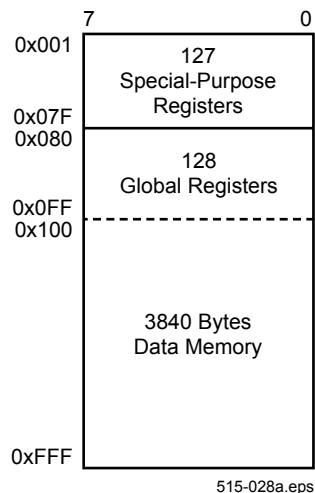 7 0
0x001
127
Special-Purpose
Registers
0x07F
0x080
128
Global Registers
0x0FF
0x100
3840 Bytes
Data Memory
0xFFF
515-028a.eps